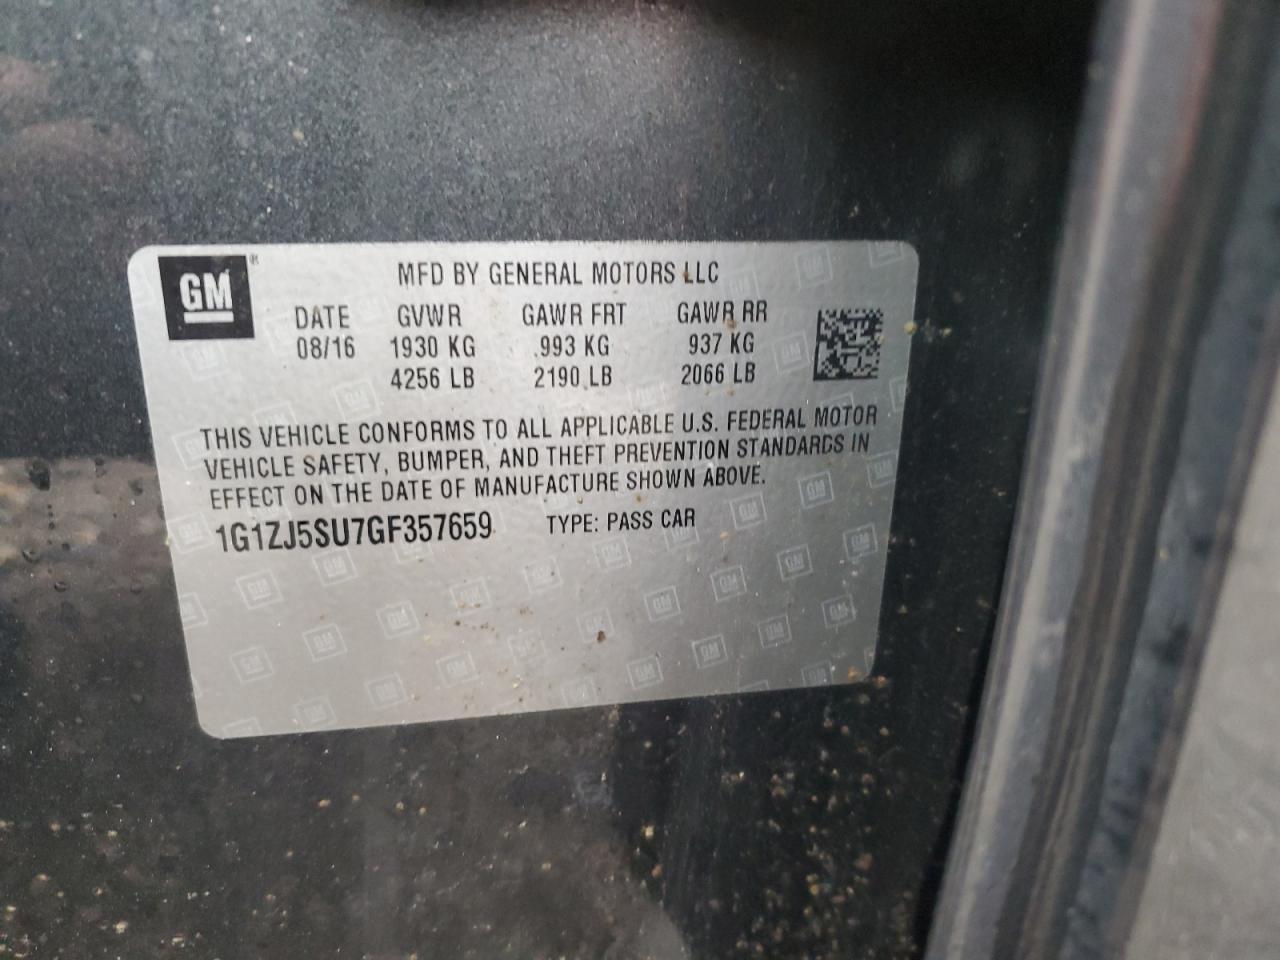 GM®
MFD BY GENERAL MOTORS LLC
DATE GVWR GAWR FRT GAWR RR
08/16 1930 KG 993 KG 937 KG
4256 LB 2190 LB 2066 LB
THIS VEHICLE CONFORMS TO ALL APPLICABLE U.S. FEDERAL MOTOR
VEHICLE SAFETY, BUMPER, AND THEFT PREVENTION STANDARDS IN
EFFECT ON THE DATE OF MANUFACTURE SHOWN ABOVE.
1G1ZJ5SU7GF357659 TYPE: PASS CAR